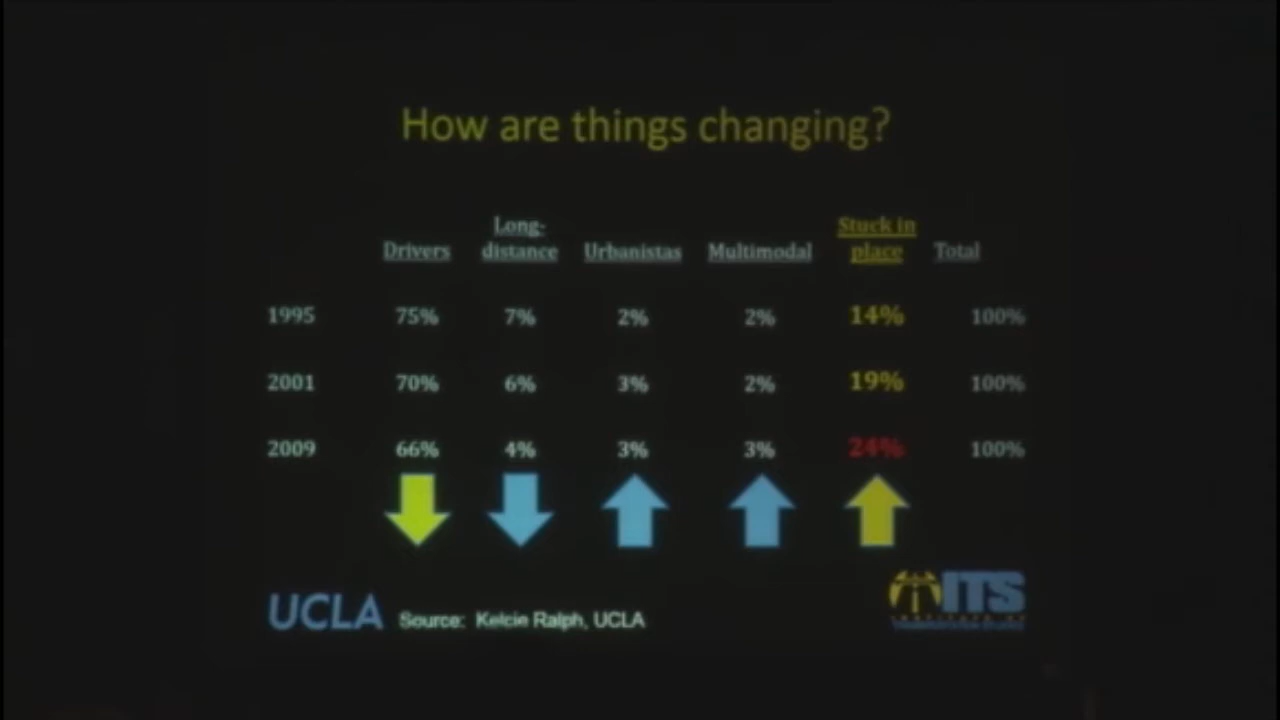 How are things changing?
Drivers Long-distance Urbanistas Multimodal Stuck in place Total
1995 75% 7% 2% 2% 14% 100%
2001 70% 6% 3% 2% 19% 100%
2009 66% 4% 3% 3% 24% 100%
UCLA Source: Kelcie Ralph, UCLA ITS